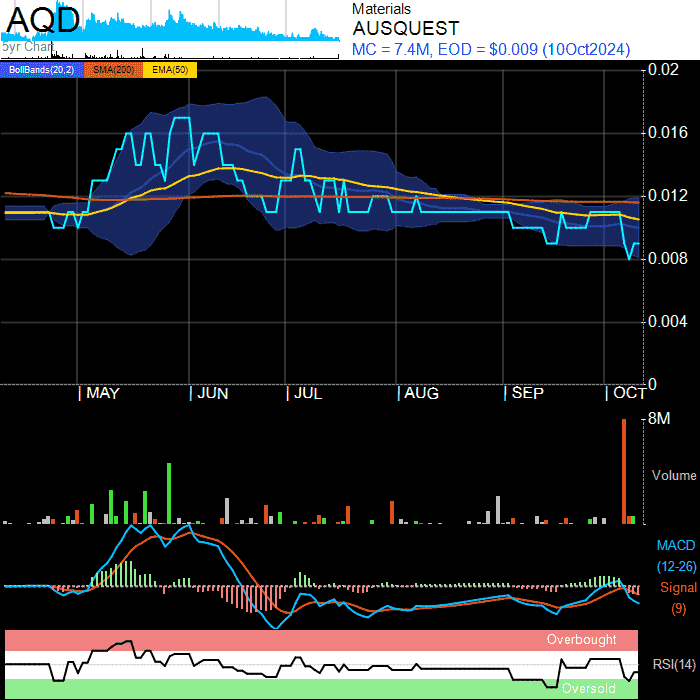 AQD
5yr Chart
Materials
AUSQUEST
MC = 7.4M, EOD = $0.009 (10Oct2024)
BollBands(20,2) SMA(200) EMA(50)
0.02
0.016
0.012
0.008
0.004
0
| MAY | JUN | JUL | AUG | SEP | OCT
8M
Volume
MACD
(12-26)
Signal
(9)
Overbought
RSI(14)
Oversold